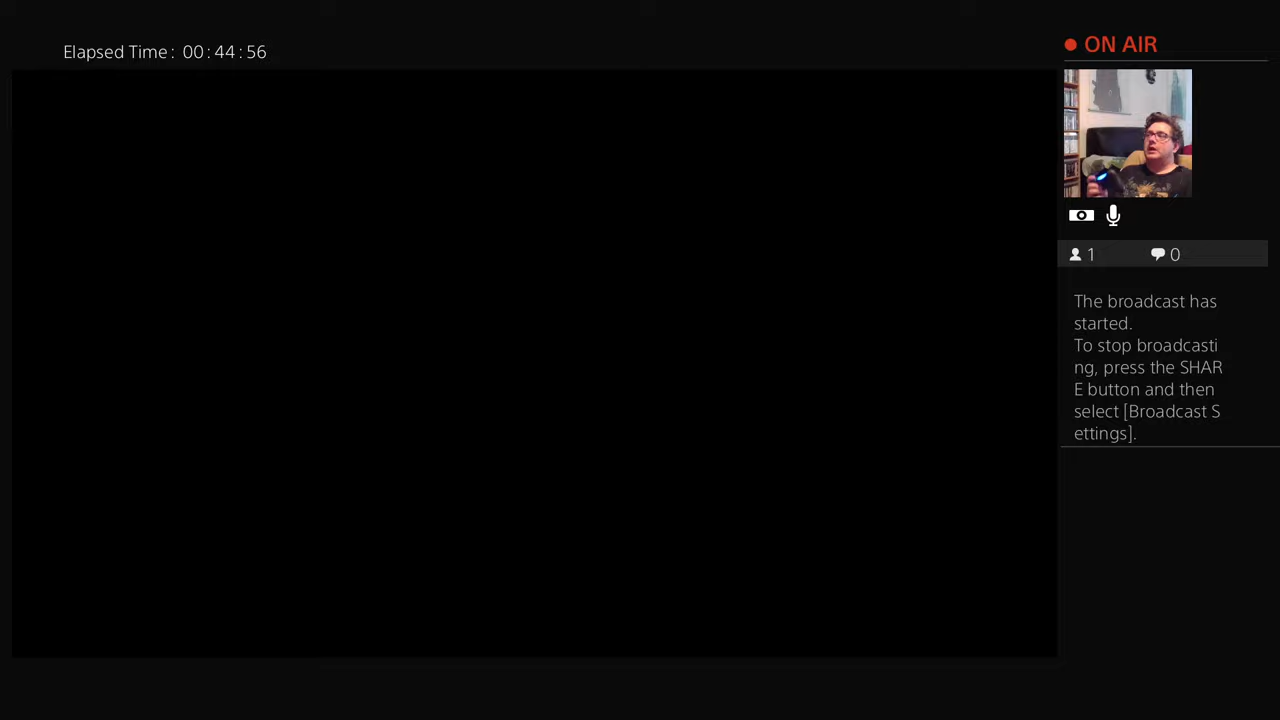 Elapsed Time: 00:44:56
ON AIR
1
0
The broadcast has
started.
To stop broadcasti
ng, press the SHAR
E button and then
select [Broadcast S
ettings].